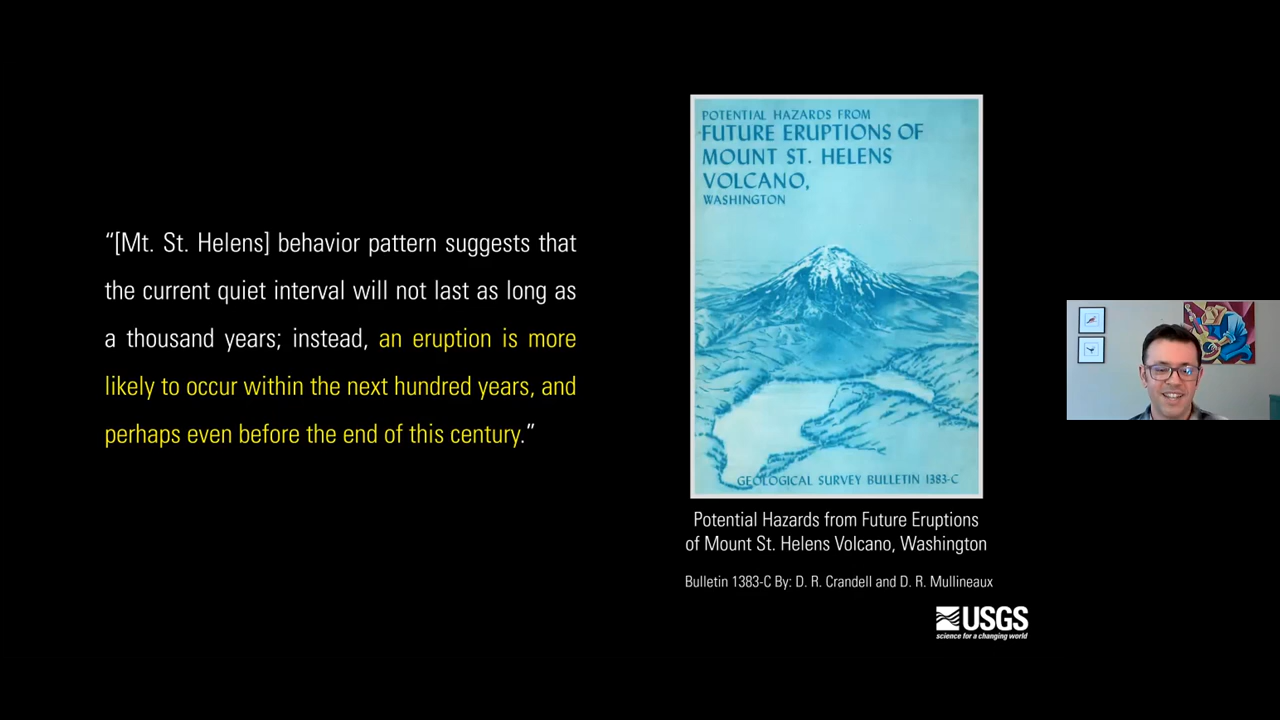 “[Mt. St. Helens] behavior pattern suggests that
the current quiet interval will not last as long as
a thousand years; instead, an eruption is more
likely to occur within the next hundred years, and
perhaps even before the end of this century.”
POTENTIAL HAZARDS FROM
FUTURE ERUPTIONS OF
MOUNT ST. HELENS
VOLCANO,
WASHINGTON
GEOLOGICAL SURVEY BULLETIN 1383-C
Potential Hazards from Future Eruptions
of Mount St. Helens Volcano, Washington
Bulletin 1383-C By: D. R. Crandell and D. R. Mullineaux
USGS
science for a changing world